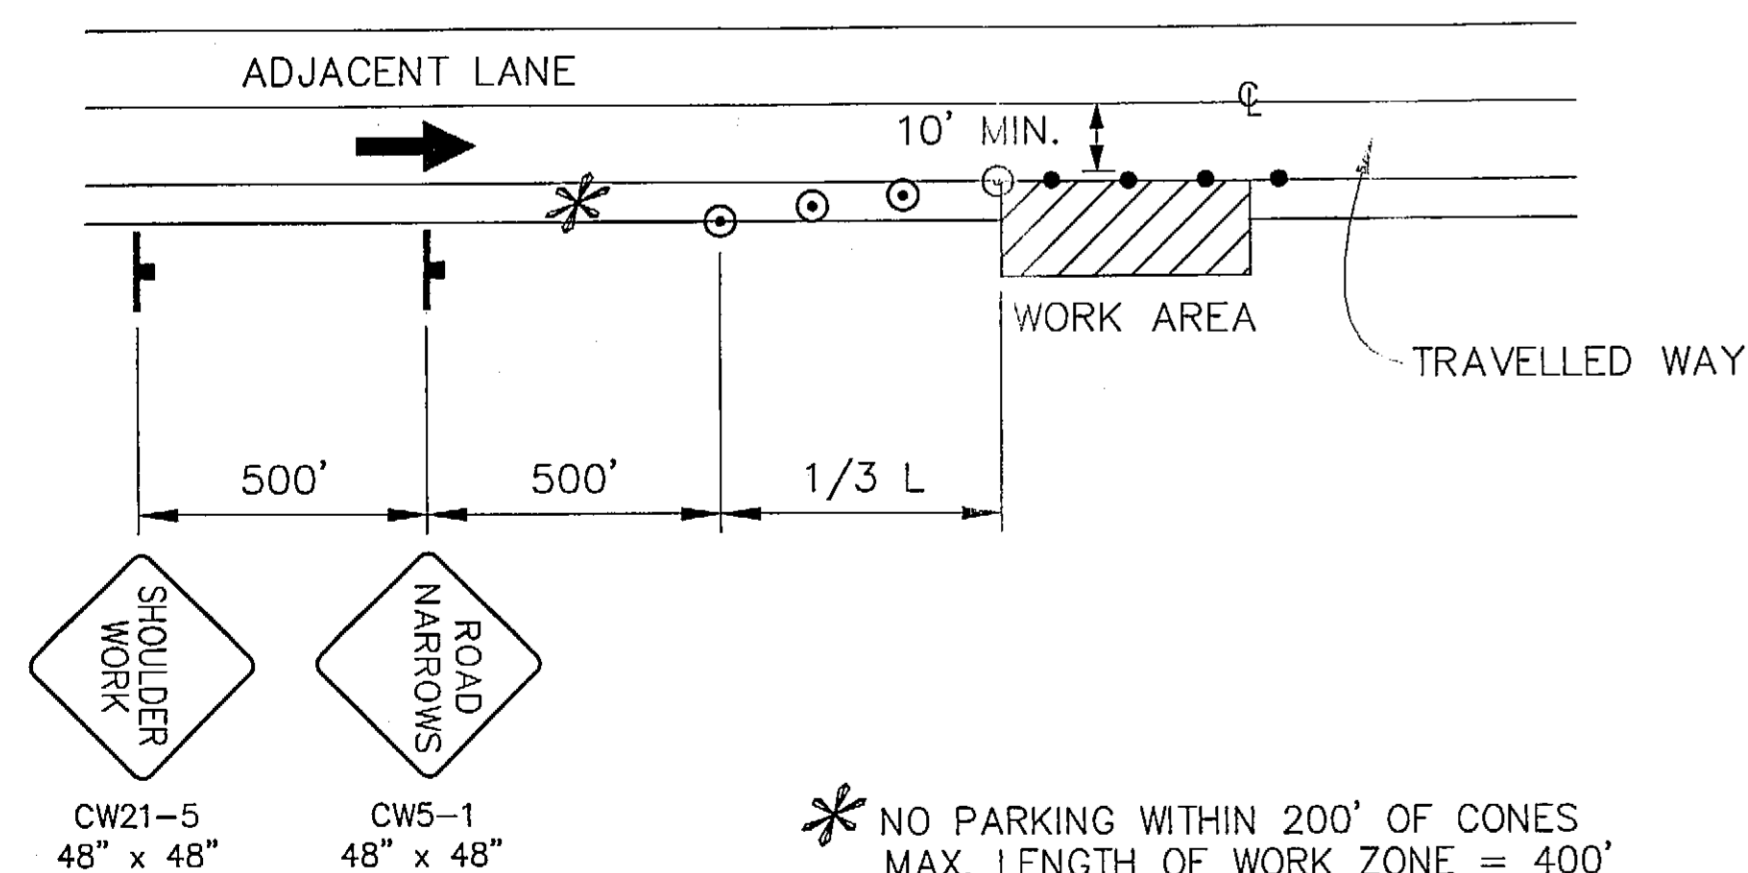 ADJACENT LANE
℄
10' MIN.
WORK AREA
TRAVELLED WAY
500'
500'
1/3 L
SHOULDER
WORK
ROAD
NARROWS
CW21-5
48" x 48"
CW5-1
48" x 48"
NO PARKING WITHIN 200' OF CONES
MAX. LENGTH OF WORK ZONE = 400'